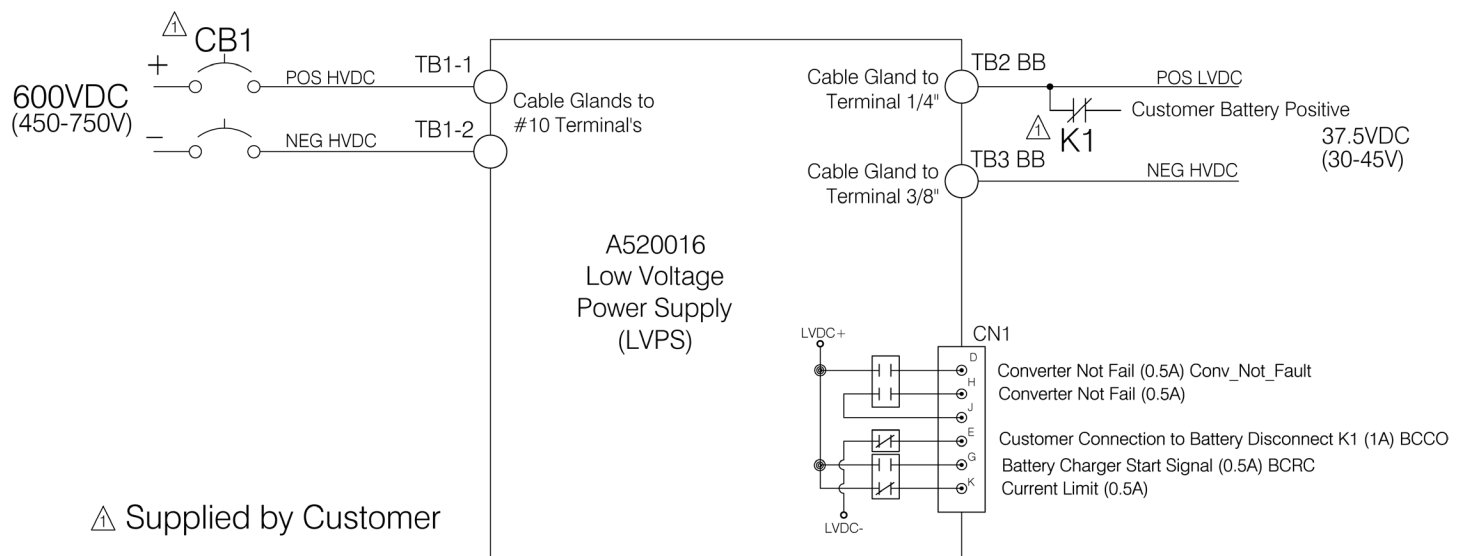 1
CB1
+
600VDC
(450-750V)
–
POS HVDC
NEG HVDC
TB1-1
TB1-2
Cable Glands to
#10 Terminal's
Cable Gland to
Terminal 1/4"
TB2 BB
POS LVDC
Customer Battery Positive
1
K1
37.5VDC
(30-45V)
Cable Gland to
Terminal 3/8"
TB3 BB
NEG HVDC
A520016
Low Voltage
Power Supply
(LVPS)
LVDC+
CN1
D
Converter Not Fail (0.5A) Conv_Not_Fault
H
Converter Not Fail (0.5A)
J
E
Customer Connection to Battery Disconnect K1 (1A) BCCO
G
Battery Charger Start Signal (0.5A) BCRC
K
Current Limit (0.5A)
LVDC-
1 Supplied by Customer